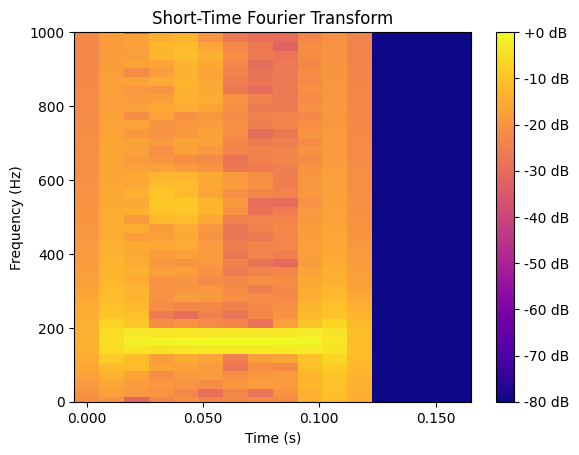 Short-Time Fourier Transform
Frequency (Hz)
1000
800
600
400
200
0
0.000
0.050
0.100
0.150
Time (s)
+0 dB
-10 dB
-20 dB
-30 dB
-40 dB
-50 dB
-60 dB
-70 dB
-80 dB